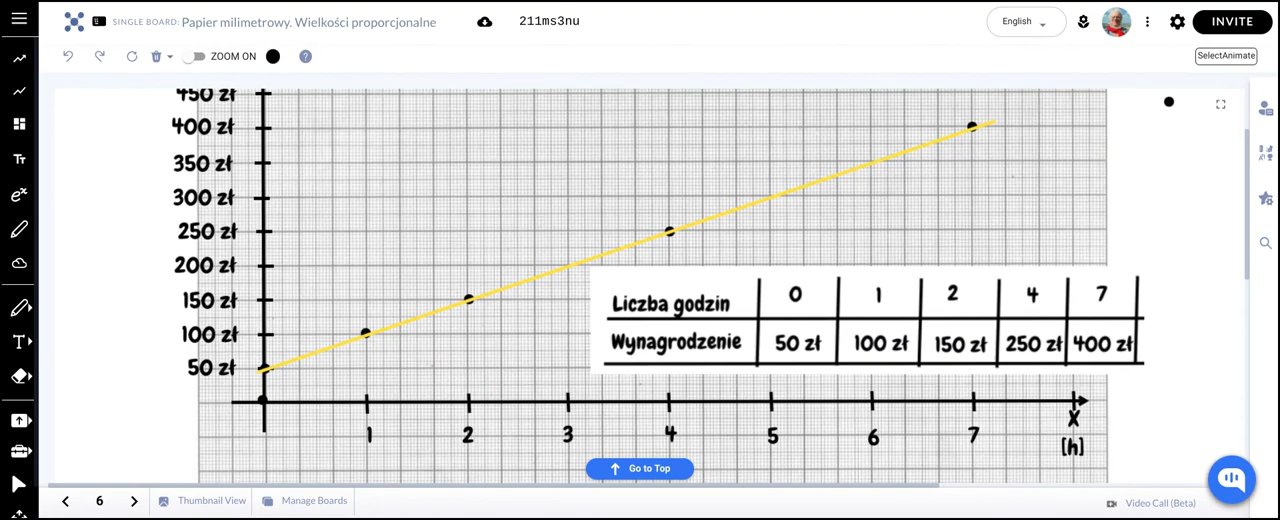 SINGLE BOARD: Papier milimetrowy. Wielkości proporcjonalne
211ms3nu
English
INVITE
ZOOM ON
SelectAnimate
450 zł
400 zł
350 zł
300 zł
250 zł
200 zł
150 zł
100 zł
50 zł
Liczba godzin 0 1 2 4 7
Wynagrodzenie 50 zł 100 zł 150 zł 250 zł 400 zł
1 2 3 4 5 6 7 X
[h]
Go to Top
6 Thumbnail View Manage Boards Video Call (Beta)